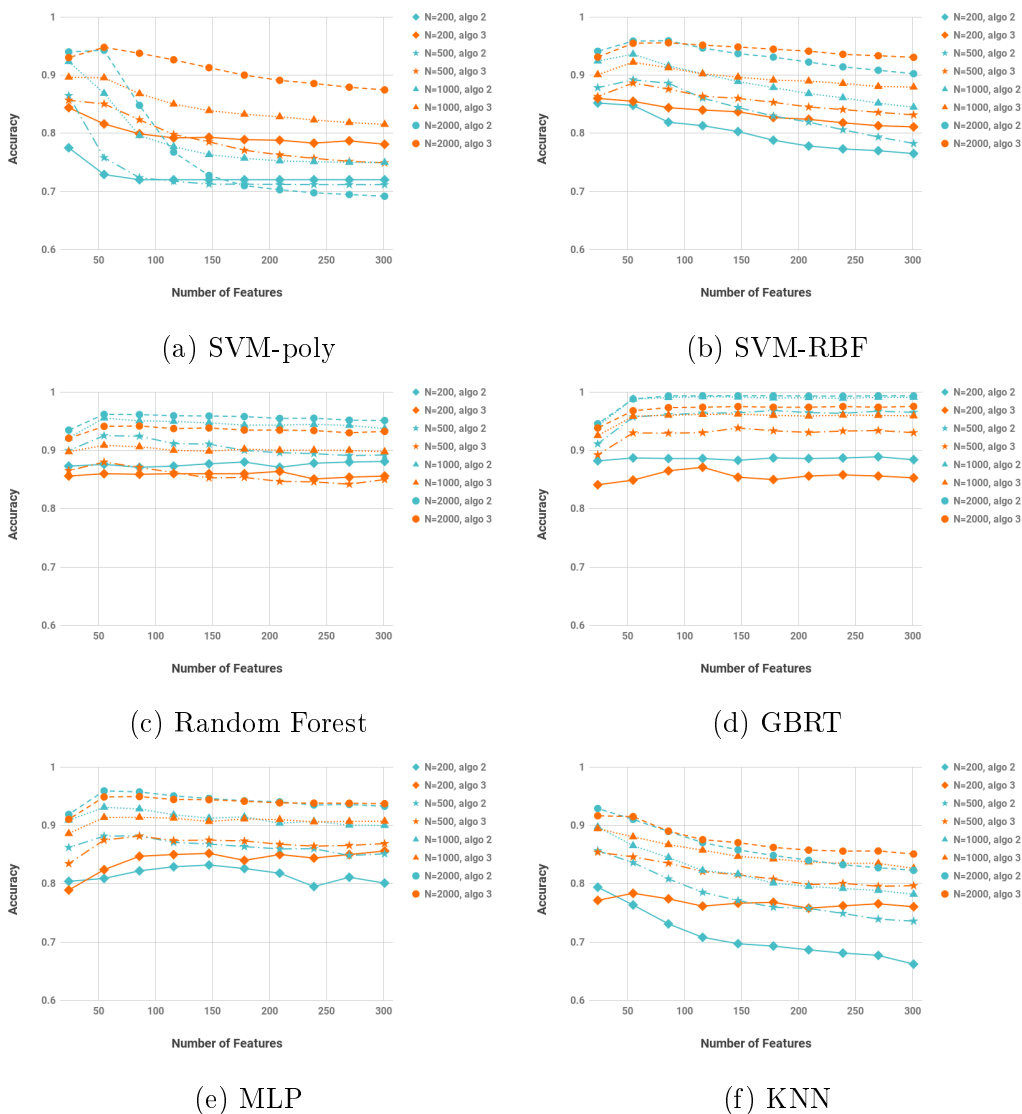 1
0.9
0.8
0.7
0.6
Accuracy
50 100 150 200 250 300
Number of Features
N=200, algo 2
N=200, algo 3
N=500, algo 2
N=500, algo 3
N=1000, algo 2
N=1000, algo 3
N=2000, algo 2
N=2000, algo 3
(a) SVM-poly
1
0.9
0.8
0.7
0.6
Accuracy
50 100 150 200 250 300
Number of Features
N=200, algo 2
N=200, algo 3
N=500, algo 2
N=500, algo 3
N=1000, algo 2
N=1000, algo 3
N=2000, algo 2
N=2000, algo 3
(b) SVM-RBF
1
0.9
0.8
0.7
0.6
Accuracy
50 100 150 200 250 300
Number of Features
N=200, algo 2
N=200, algo 3
N=500, algo 2
N=500, algo 3
N=1000, algo 2
N=1000, algo 3
N=2000, algo 2
N=2000, algo 3
(c) Random Forest
1
0.9
0.8
0.7
0.6
Accuracy
50 100 150 200 250 300
Number of Features
N=200, algo 2
N=200, algo 3
N=500, algo 2
N=500, algo 3
N=1000, algo 2
N=1000, algo 3
N=2000, algo 2
N=2000, algo 3
(d) GBRT
1
0.9
0.8
0.7
0.6
Accuracy
50 100 150 200 250 300
Number of Features
N=200, algo 2
N=200, algo 3
N=500, algo 2
N=500, algo 3
N=1000, algo 2
N=1000, algo 3
N=2000, algo 2
N=2000, algo 3
(e) MLP
1
0.9
0.8
0.7
0.6
Accuracy
50 100 150 200 250 300
Number of Features
N=200, algo 2
N=200, algo 3
N=500, algo 2
N=500, algo 3
N=1000, algo 2
N=1000, algo 3
N=2000, algo 2
N=2000, algo 3
(f) KNN